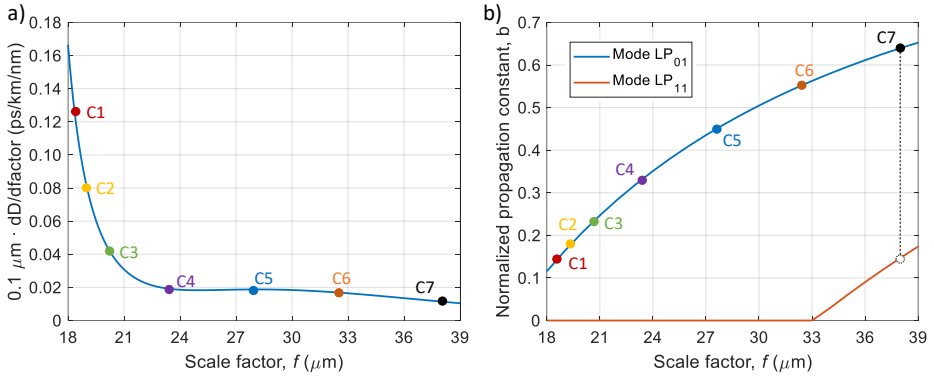 a)
0.1 μm · dD/dfactor (ps/km/nm)
0.18
0.16
0.14
0.12
0.10
0.08
0.06
0.04
0.02
0
C1
C2
C3
C4
C5
C6
C7
18
21
24
27
30
33
36
39
Scale factor, f (μm)
b)
Normalized propagation constant, b
0.7
0.6
0.5
0.4
0.3
0.2
0.1
0
Mode LP01
Mode LP11
C1
C2
C3
C4
C5
C6
C7
18
21
24
27
30
33
36
39
Scale factor, f (μm)